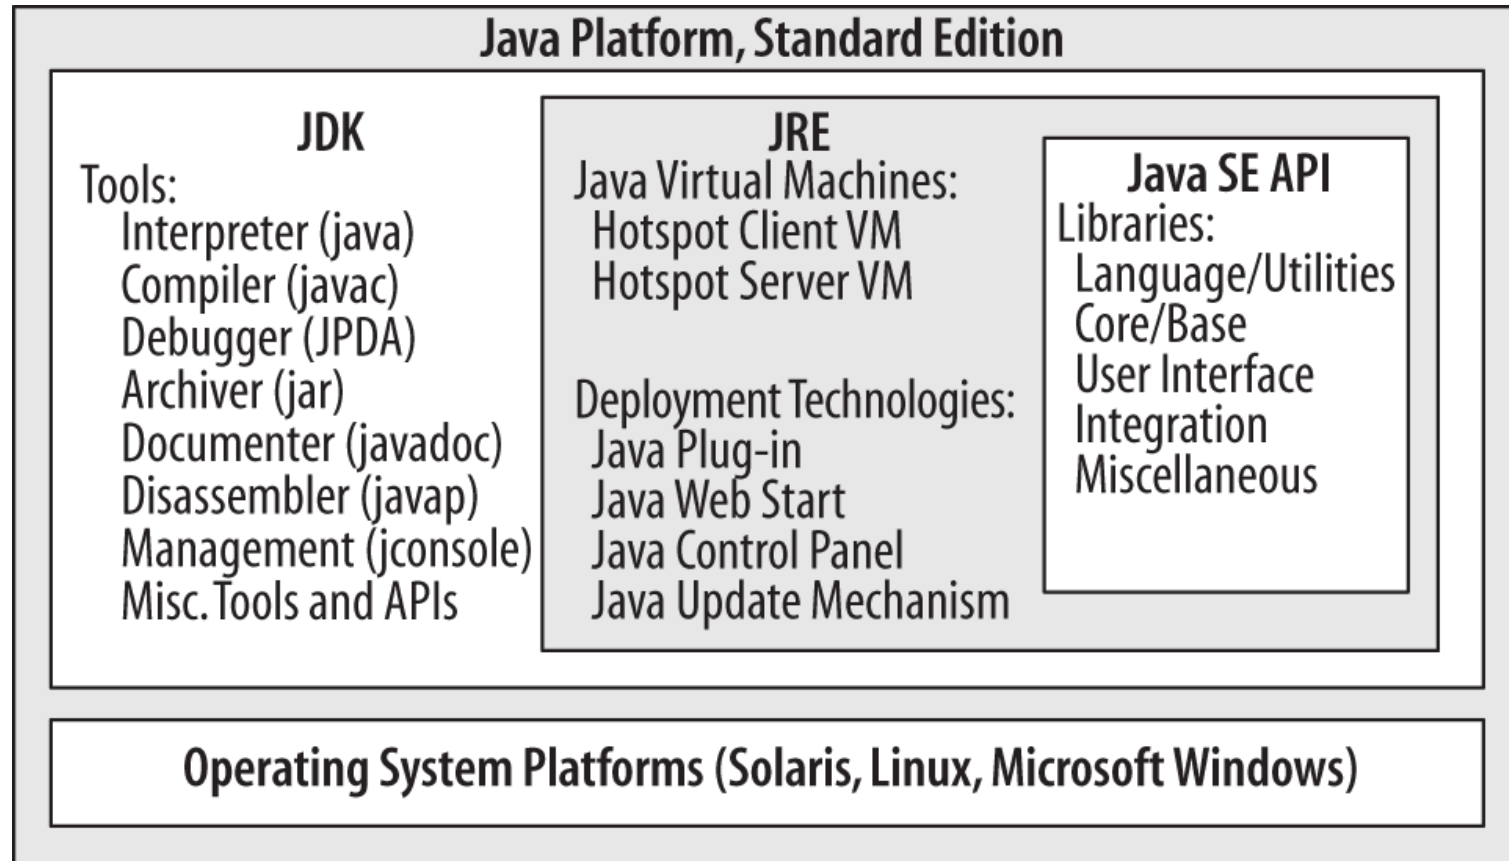 Java Platform, Standard Edition
JDK
Tools:
Interpreter (java)
Compiler (javac)
Debugger (JPDA)
Archiver (jar)
Documenter (javadoc)
Disassembler (javap)
Management (jconsole)
Misc. Tools and APIs
JRE
Java Virtual Machines:
Hotspot Client VM
Hotspot Server VM
Deployment Technologies:
Java Plug-in
Java Web Start
Java Control Panel
Java Update Mechanism
Java SE API
Libraries:
Language/Utilities
Core/Base
User Interface
Integration
Miscellaneous
Operating System Platforms (Solaris, Linux, Microsoft Windows)